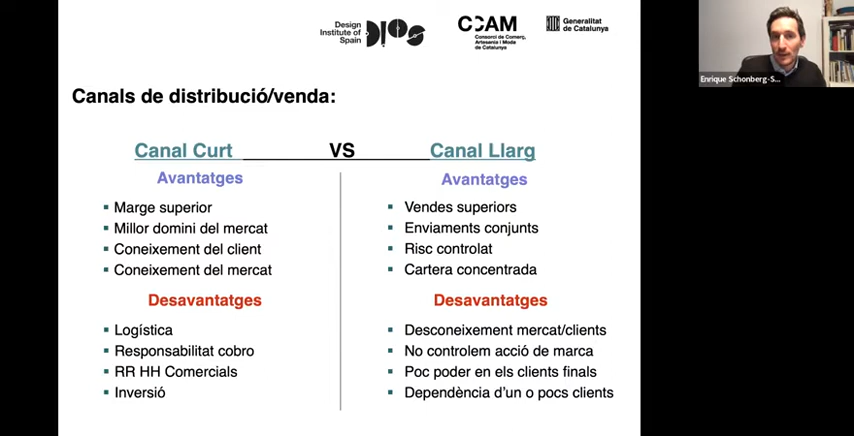 Design
Institute of
Spain
CCAM
Consorci de Comerç,
Artesania i Moda
de Catalunya
Generalitat
de Catalunya
Enrique Schonberg-S...
Canals de distribució/venda:
Canal Curt VS Canal Llarg
Avantatges
Marge superior
Millor domini del mercat
Coneixement del client
Coneixement del mercat
Desavantatges
Logística
Responsabilitat cobro
RR HH Comercials
Inversió
Avantatges
Vendes superiors
Enviaments conjunts
Risc controlat
Cartera concentrada
Desavantatges
Desconeixement mercat/clients
No controlem acció de marca
Poc poder en els clients finals
Dependència d'un o pocs clients